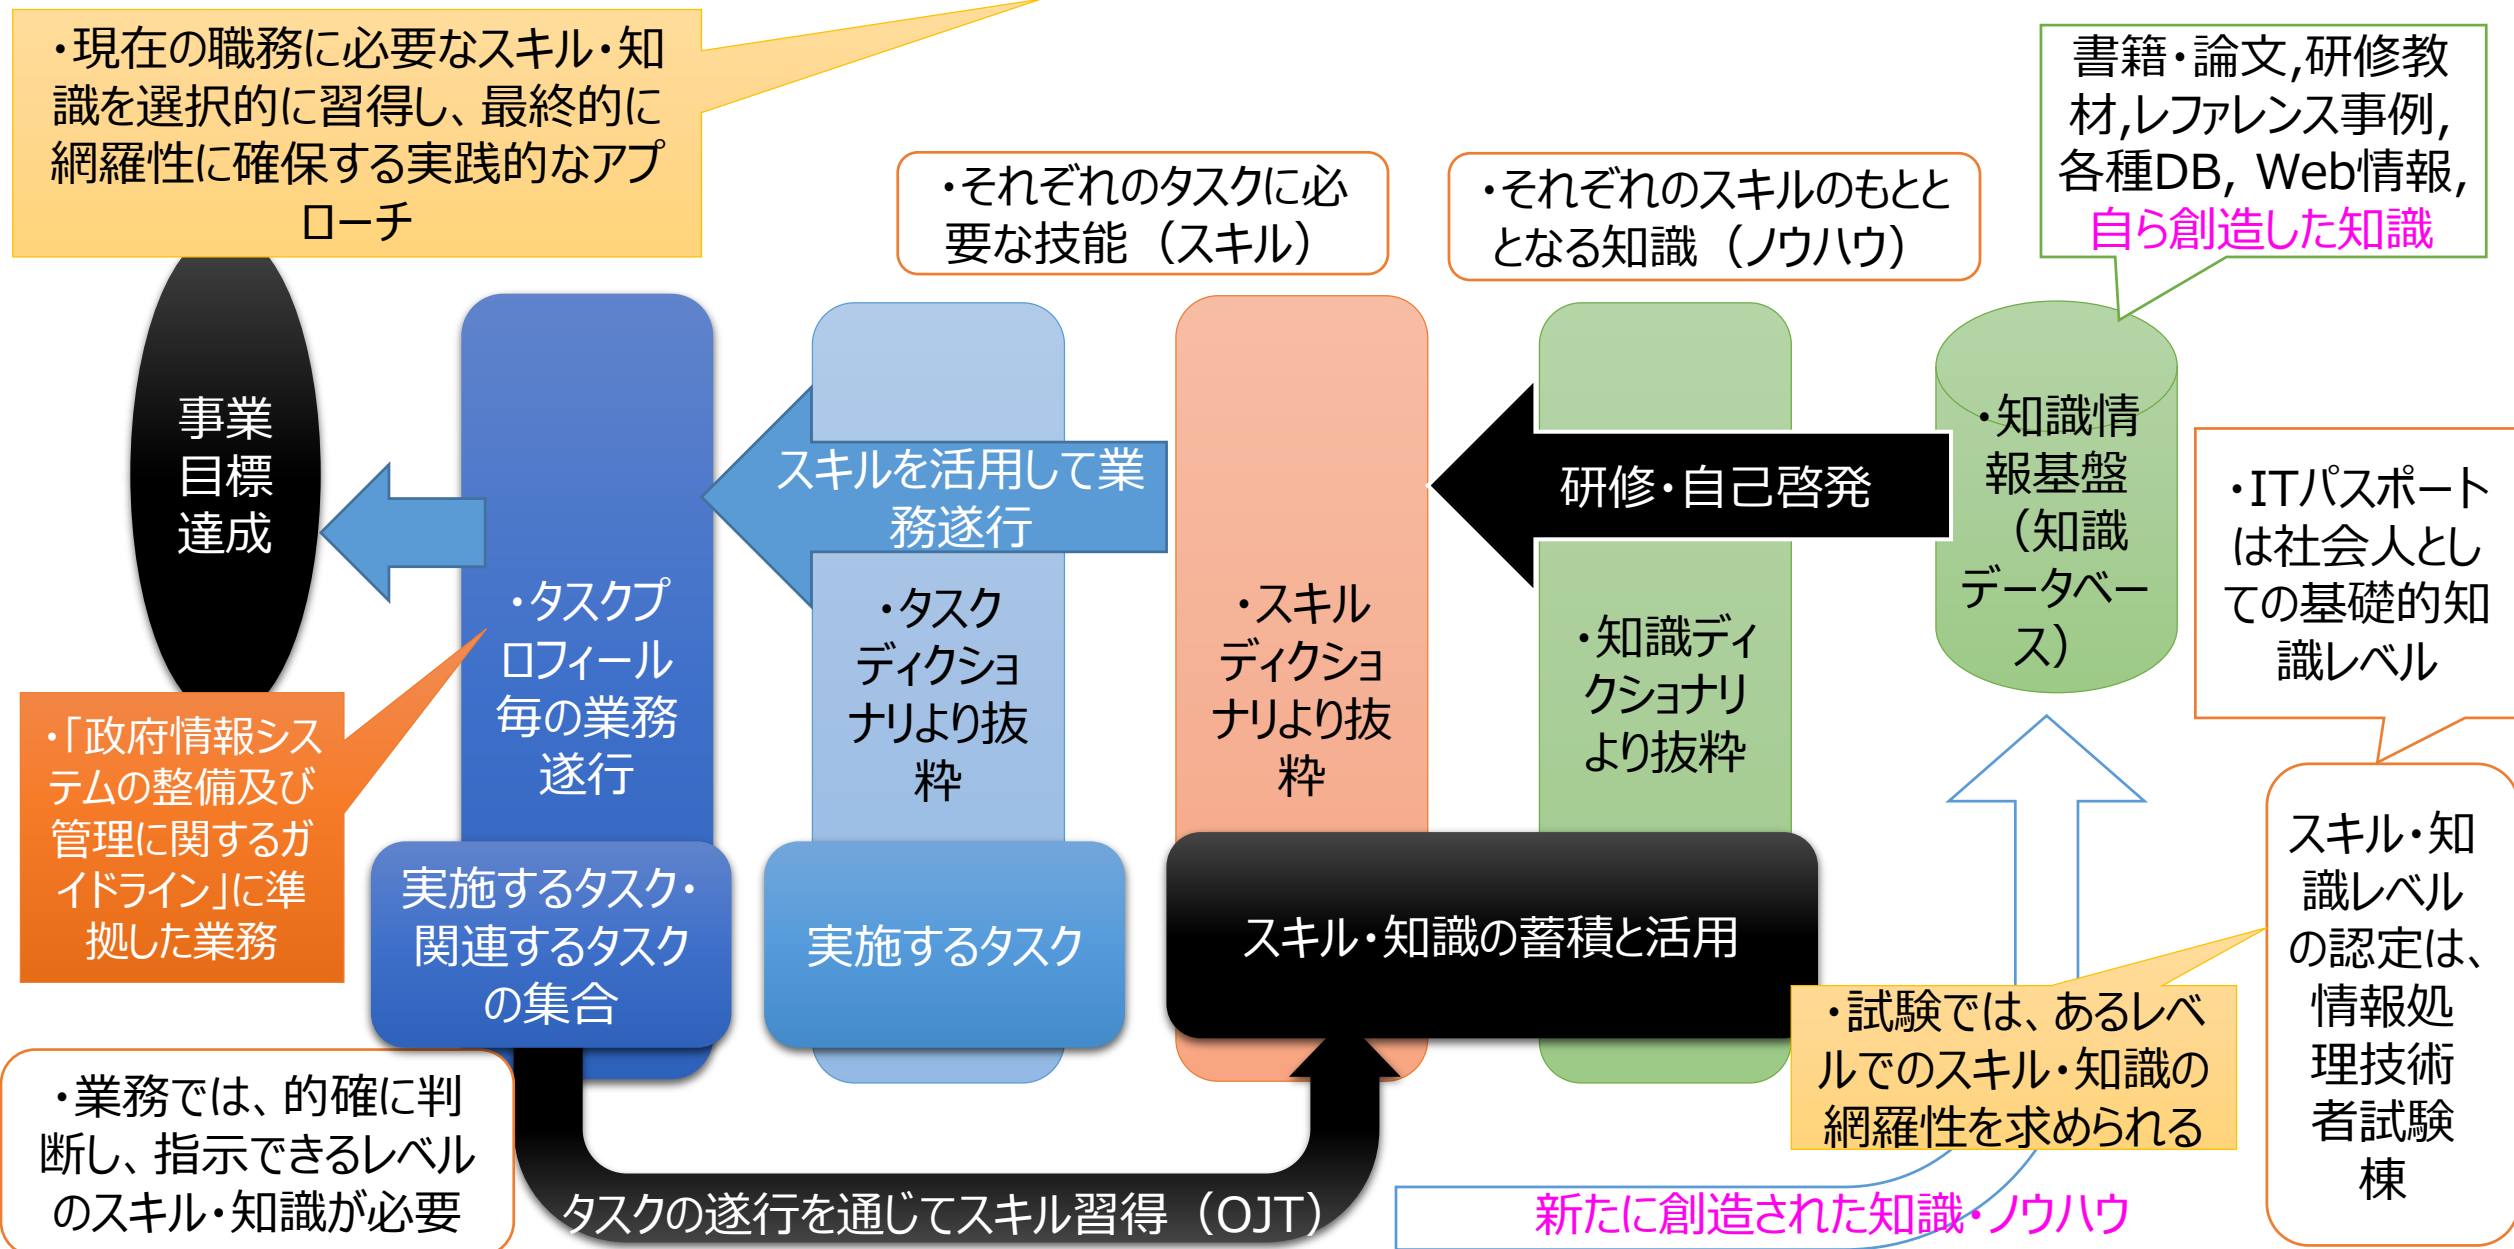 ・現在の職務に必要なスキル・知
識を選択的に習得し、最終的に
網羅性に確保する実践的なアプ
ローチ
・それぞれのタスクに必
要な技能（スキル）
・それぞれのスキルのもとと
となる知識（ノウハウ）
書籍・論文,研修教
材,レファレンス事例,
各種DB, Web情報,
自ら創造した知識
事業
目標
達成
・タスクプ
ロフィール
毎の業務
遂行
スキルを活用して業
務遂行
・タスク
ディクショ
ナリより抜
粋
・スキル
ディクショ
ナリより抜
粋
研修・自己啓発
・知識ディ
クショナリ
より抜粋
・知識情
報基盤
（知識
データベー
ス）
・ITパスポート
は社会人とし
ての基礎的知
識レベル
・「政府情報シス
テムの整備及び
管理に関するガ
イドライン」に準
拠した業務
実施するタスク・
関連するタスク
の集合
実施するタスク
スキル・知識の蓄積と活用
スキル・知
識レベル
の認定は、
情報処
理技術
者試験
棟
・試験では、あるレベ
ルでのスキル・知識の
網羅性を求められる
・業務では、的確に判
断し、指示できるレベル
のスキル・知識が必要
タスクの遂行を通じてスキル習得（OJT）
新たに創造された知識・ノウハウ